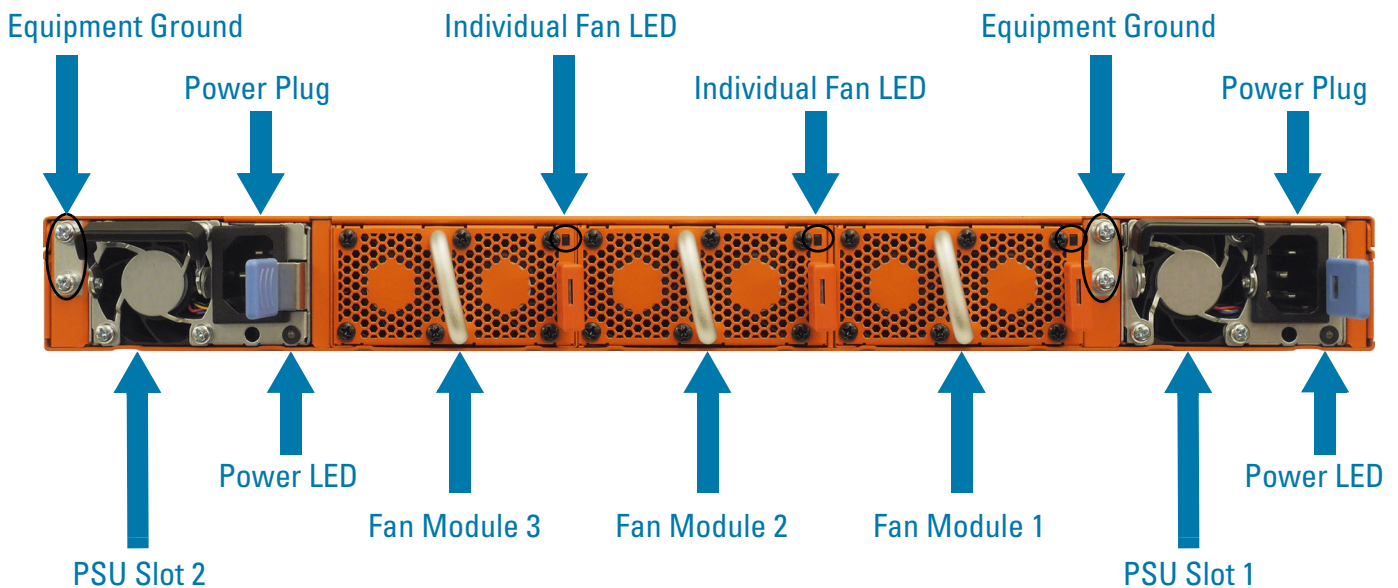 Equipment Ground
Individual Fan LED
Equipment Ground
Power Plug
Individual Fan LED
Power Plug
Power LED
Power LED
Fan Module 3
Fan Module 2
Fan Module 1
PSU Slot 2
PSU Slot 1